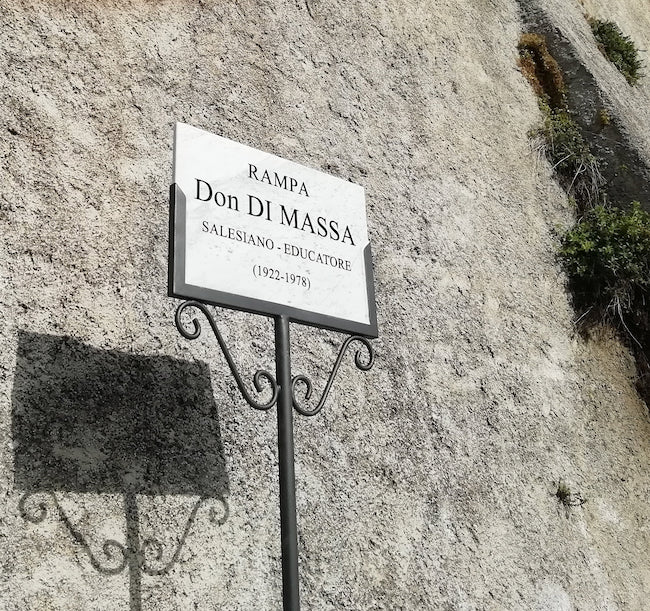 RAMPA
Don DI MASSA
SALESIANO - EDUCATORE
(1922-1978)